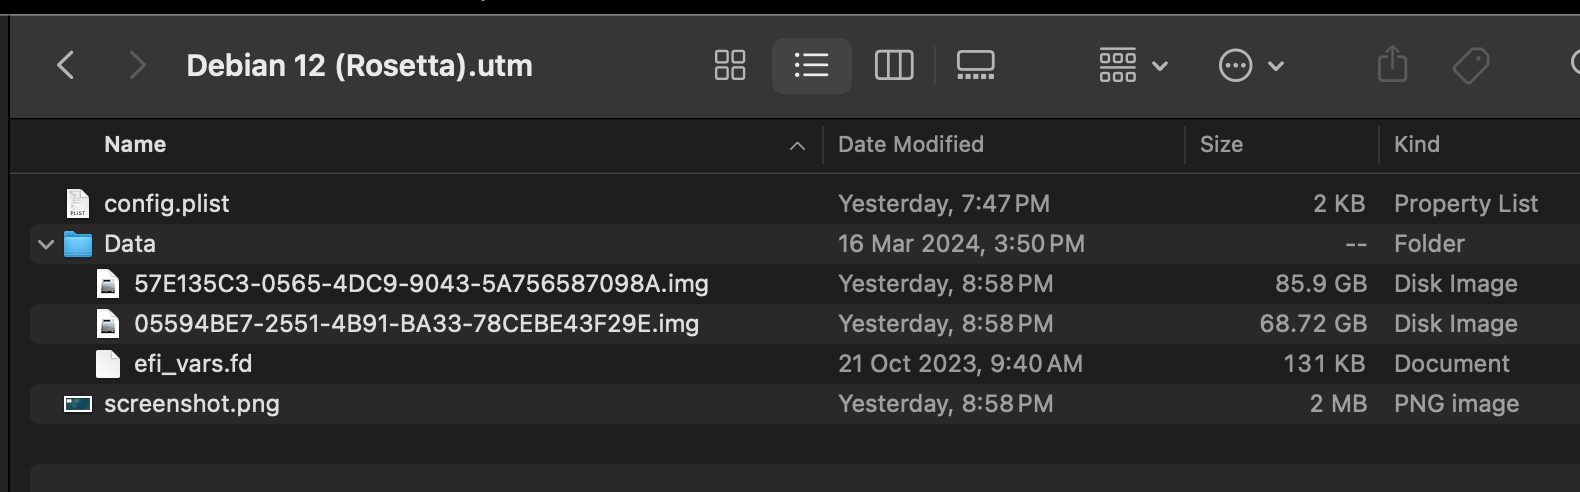 Debian 12 (Rosetta).utm
Name Date Modified Size Kind
config.plist Yesterday, 7:47 PM 2 KB Property List
Data 16 Mar 2024, 3:50 PM -- Folder
57E135C3-0565-4DC9-9043-5A756587098A.img Yesterday, 8:58 PM 85.9 GB Disk Image
05594BE7-2551-4B91-BA33-78CEBE43F29E.img Yesterday, 8:58 PM 68.72 GB Disk Image
efi_vars.fd 21 Oct 2023, 9:40 AM 131 KB Document
screenshot.png Yesterday, 8:58 PM 2 MB PNG image